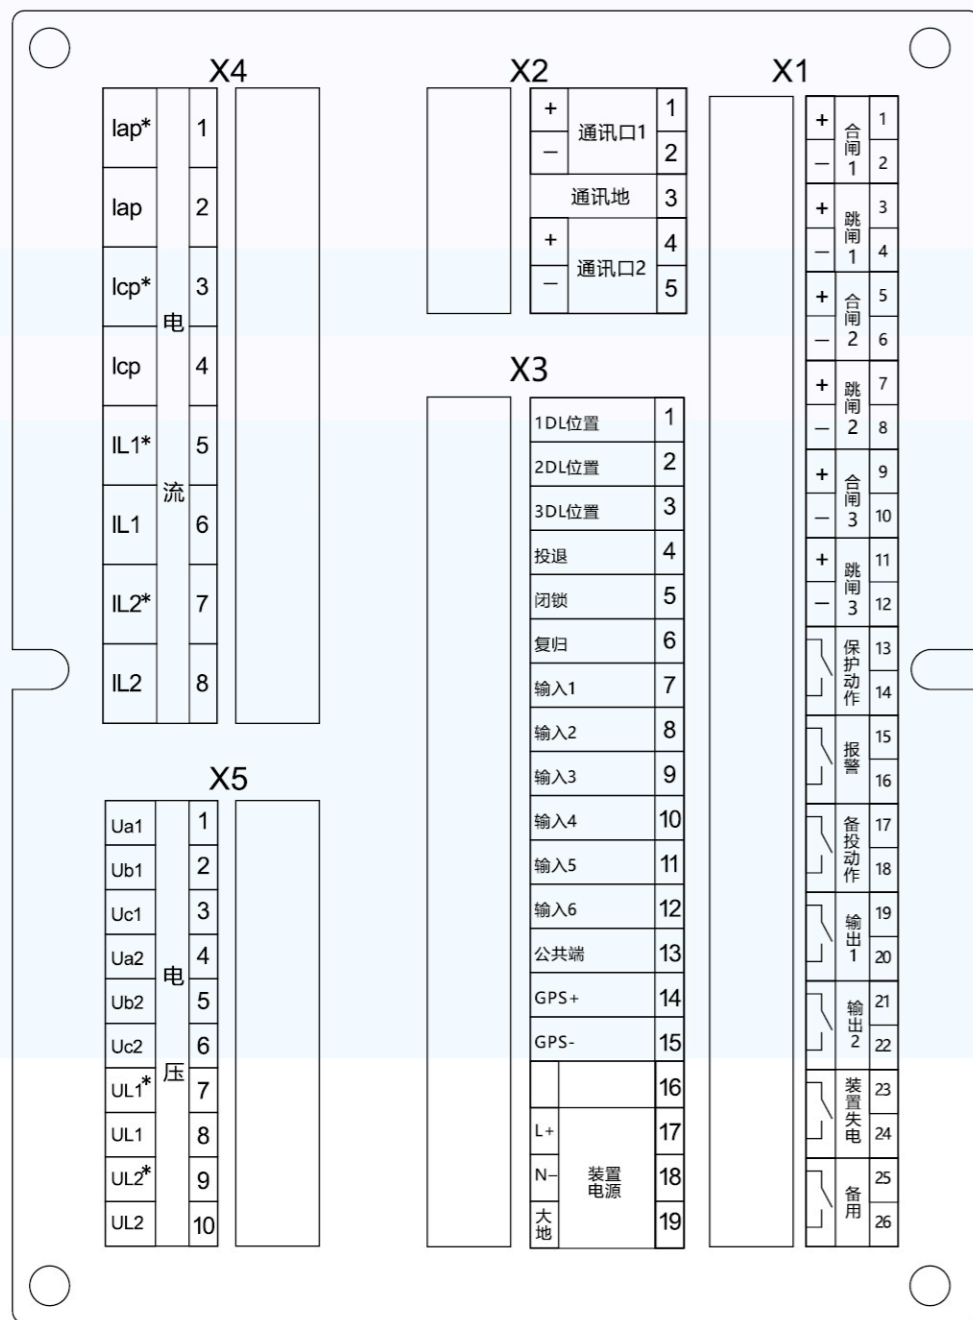 X4
Iap* 1
Iap 2
Icp* 3
Icp 4
IL1* 5
IL1 6
IL2* 7
IL2 8
电流
X5
Ua1 1
Ub1 2
Uc1 3
Ua2 4
Ub2 5
Uc2 6
UL1* 7
UL1 8
UL2* 9
UL2 10
电压
X2
+ 通讯口1 1
− 2
通讯地 3
+ 通讯口2 4
− 5
X3
1DL位置 1
2DL位置 2
3DL位置 3
投退 4
闭锁 5
复归 6
输入1 7
输入2 8
输入3 9
输入4 10
输入5 11
输入6 12
公共端 13
GPS+ 14
GPS- 15
16
L+ 17
N− 18
大地 19
装置
电源
X1
+ 合闸1 1
− 2
+ 跳闸1 3
− 4
+ 合闸2 5
− 6
+ 跳闸2 7
− 8
+ 合闸3 9
− 10
+ 跳闸3 11
− 12
保护动作 13
14
报警 15
16
备投动作 17
18
输出1 19
20
输出2 21
22
装置失电 23
24
备用 25
26